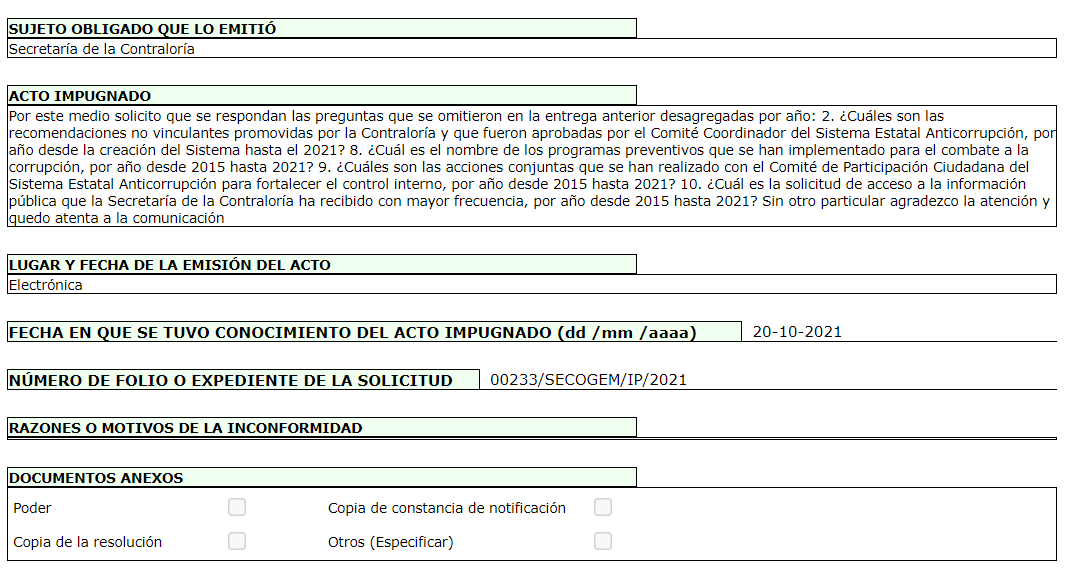 SUJETO OBLIGADO QUE LO EMITIÓ
Secretaría de la Contraloría
ACTO IMPUGNADO
Por este medio solicito que se respondan las preguntas que se omitieron en la entrega anterior desagregadas por año: 2. ¿Cuáles son las
recomendaciones no vinculantes promovidas por la Contraloría y que fueron aprobadas por el Comité Coordinador del Sistema Estatal Anticorrupción, por
año desde la creación del Sistema hasta el 2021? 8. ¿Cuál es el nombre de los programas preventivos que se han implementado para el combate a la
corrupción, por año desde 2015 hasta 2021? 9. ¿Cuáles son las acciones conjuntas que se han realizado con el Comité de Participación Ciudadana del
Sistema Estatal Anticorrupción para fortalecer el control interno, por año desde 2015 hasta 2021? 10. ¿Cuál es la solicitud de acceso a la información
pública que la Secretaría de la Contraloría ha recibido con mayor frecuencia, por año desde 2015 hasta 2021? Sin otro particular agradezco la atención y
quedo atenta a la comunicación
LUGAR Y FECHA DE LA EMISIÓN DEL ACTO
Electrónica
FECHA EN QUE SE TUVO CONOCIMIENTO DEL ACTO IMPUGNADO (dd /mm /aaaa) 20-10-2021
NÚMERO DE FOLIO O EXPEDIENTE DE LA SOLICITUD 00233/SECOGEM/IP/2021
RAZONES O MOTIVOS DE LA INCONFORMIDAD
DOCUMENTOS ANEXOS
Poder Copia de constancia de notificación
Copia de la resolución Otros (Especificar)